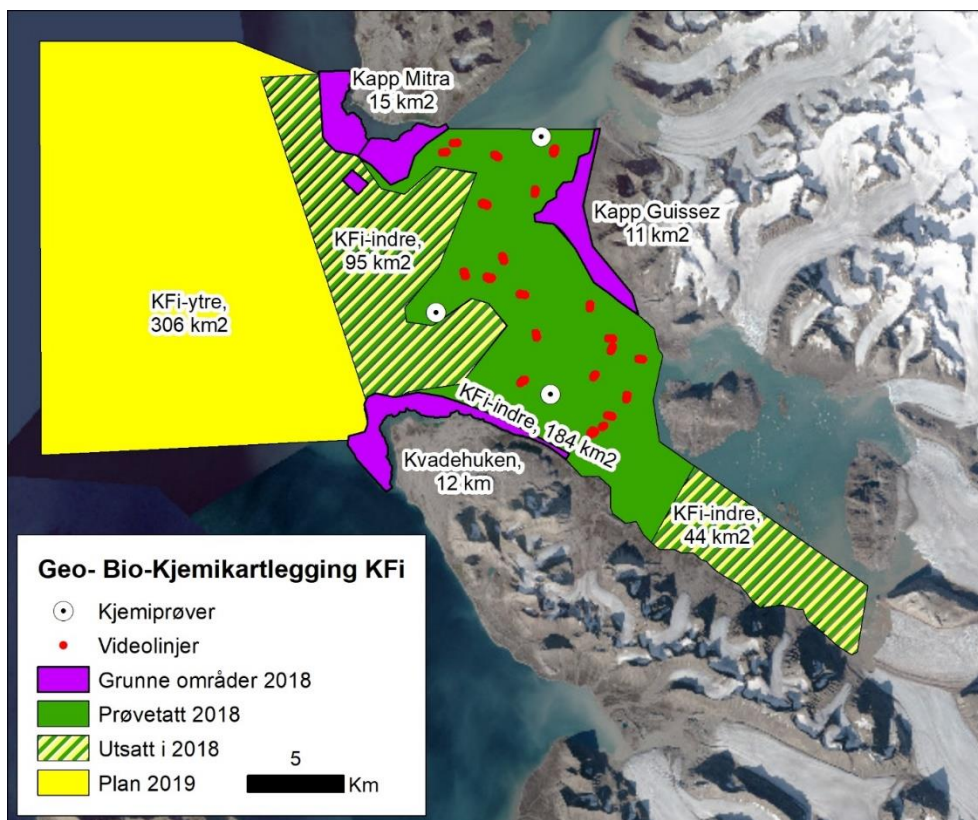 Kapp Mitra
15 km2
Kapp Guissez
11 km2
KFi-indre,
95 km2
KFi-ytre,
306 km2
KFi-indre, 184 km2
Kvadehuken,
12 km
KFi-indre,
44 km2
Geo- Bio-Kjemikartlegging KFi
Kjemiprøver
Videolinjer
Grunne områder 2018
Prøvetatt 2018
Utsatt i 2018
Plan 2019
5
Km